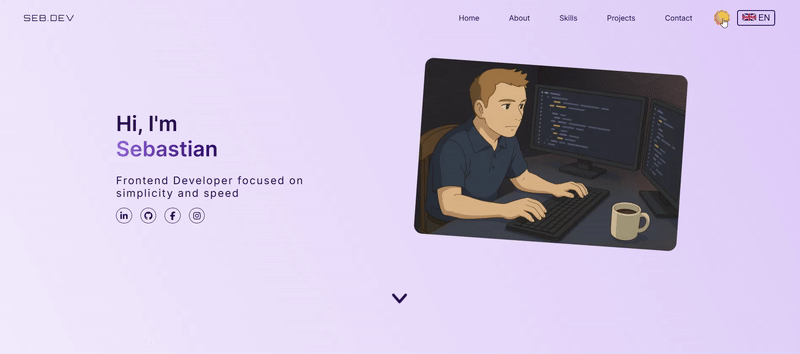 SEB.DEV
Home
About
Skills
Projects
Contact
EN
Hi, I'm
Sebastian
Frontend Developer focused on
simplicity and speed